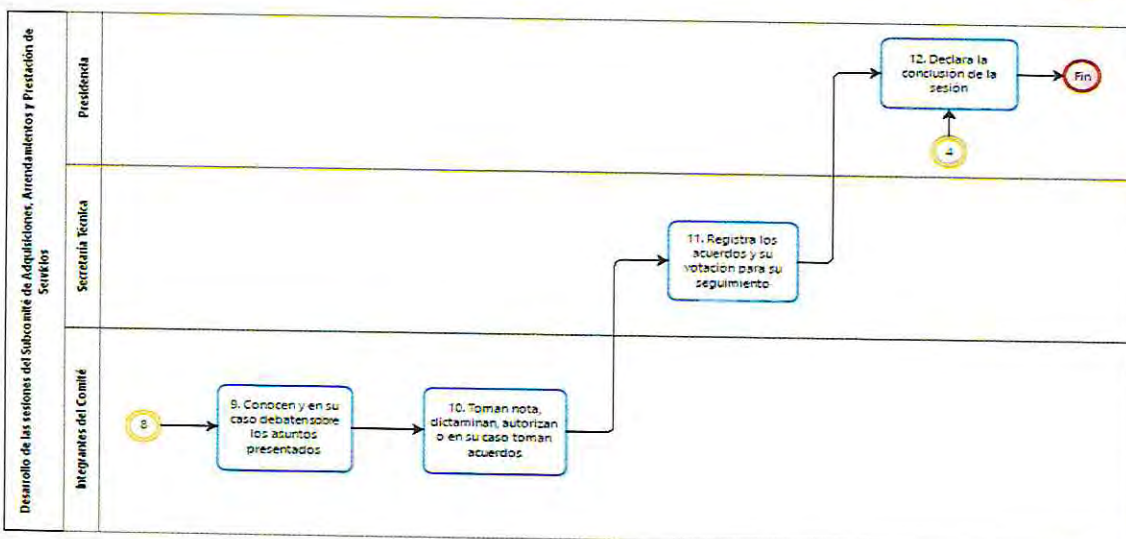 Desarrollo de las sesiones del Subcomité de Adquisiciones, Arrendamientos y Prestación de
Servicios
Presidencia
12. Declara la
conclusión de la
sesión
Fin
4
Secretaría Técnica
11. Registra los
acuerdos y su
votación para su
seguimiento
Integrantes del Comité
8
9. Conocen y en su
caso debaten sobre
los asuntos
presentados
10. Toman nota,
dictaminan, autorizan
o en su caso toman
acuerdos